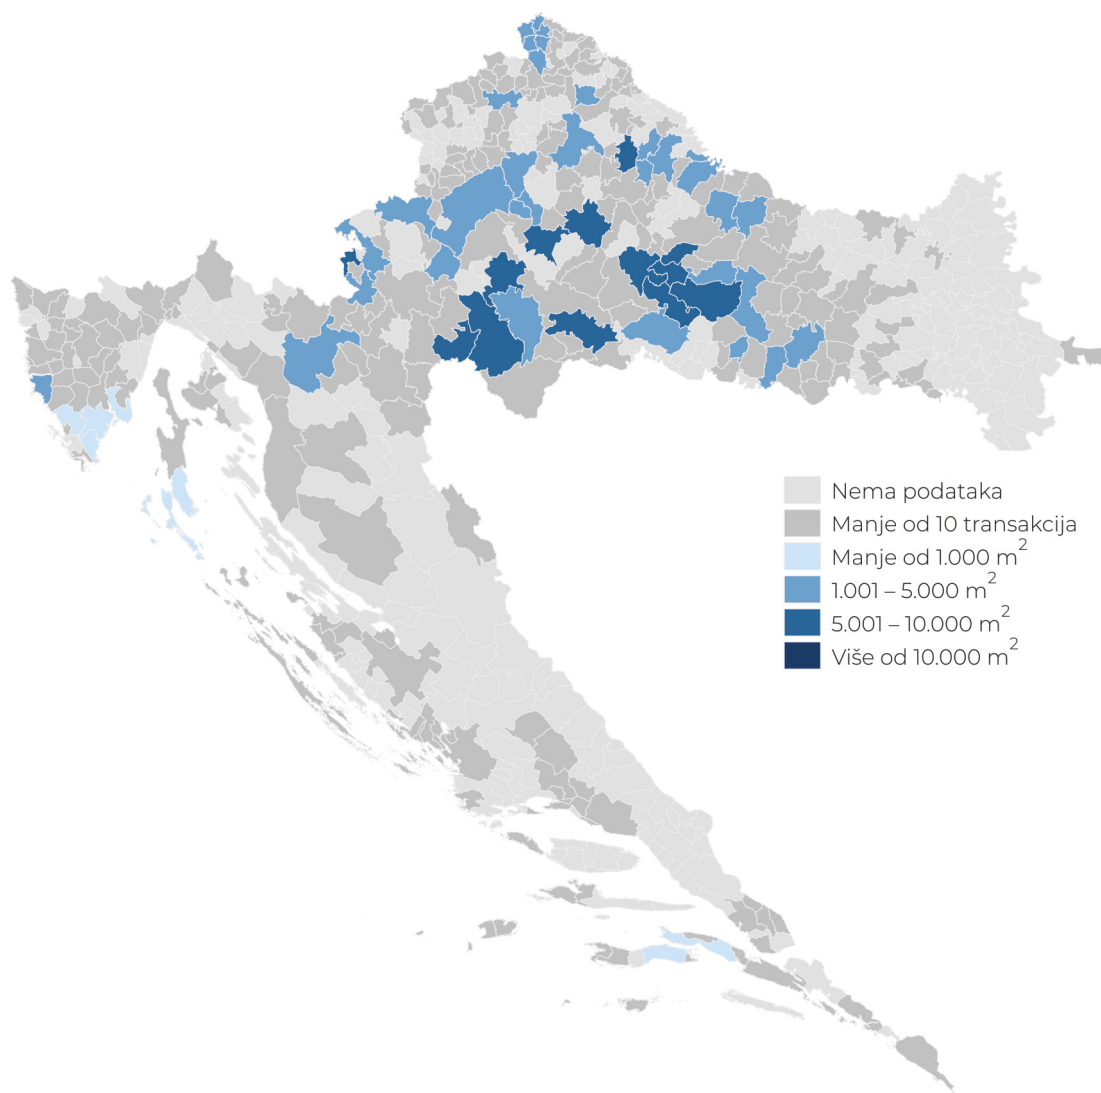 Nema podataka
Manje od 10 transakcija
Manje od 1.000 m²
1.001 – 5.000 m²
5.001 – 10.000 m²
Više od 10.000 m²